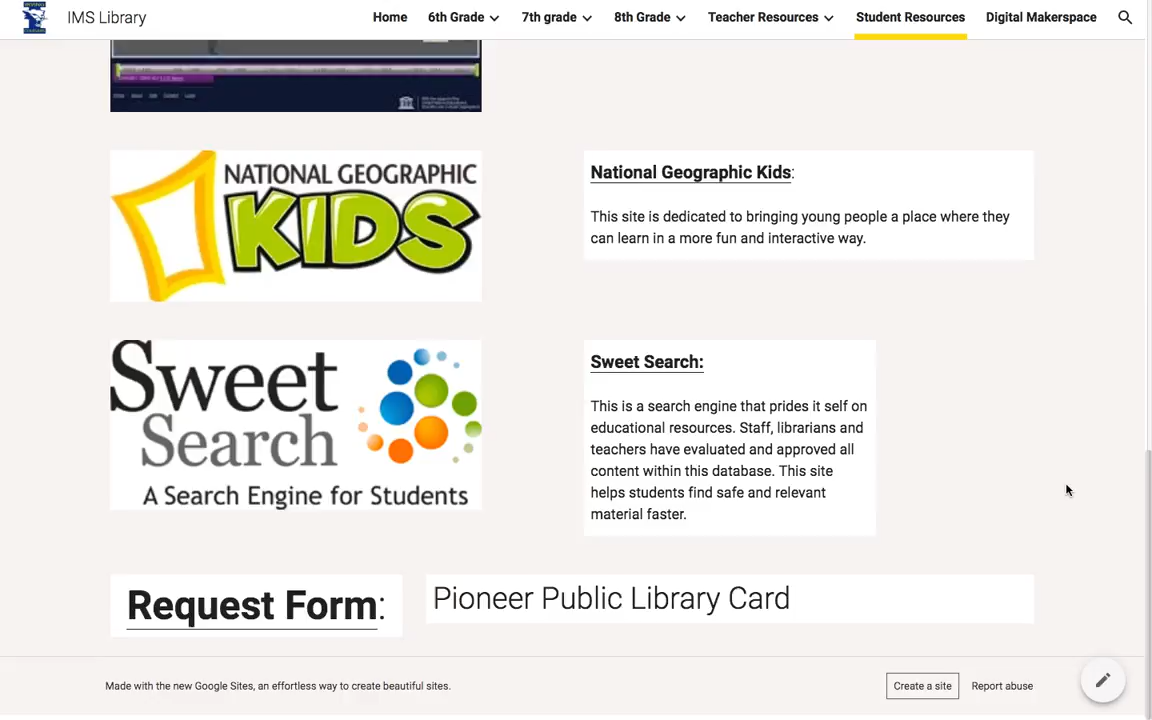 IMS Library
Home 6th Grade 7th grade 8th Grade Teacher Resources Student Resources Digital Makerspace
NATIONAL GEOGRAPHIC
KIDS
National Geographic Kids:
This site is dedicated to bringing young people a place where they
can learn in a more fun and interactive way.
Sweet
Search
A Search Engine for Students
Sweet Search:
This is a search engine that prides it self on
educational resources. Staff, librarians and
teachers have evaluated and approved all
content within this database. This site
helps students find safe and relevant
material faster.
Request Form:
Pioneer Public Library Card
Made with the new Google Sites, an effortless way to create beautiful sites.
Create a site
Report abuse